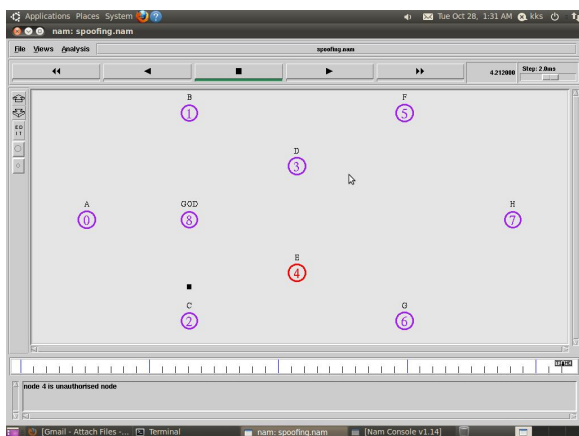 Applications Places System Tue Oct 28, 1:31 AM kks
nam: spoofing.nam
File Views Analysis spoofing.nam
4.212000 Step: 2.0ms
B F
1 5
D
3
ED
IT
A GOD H
0 8 7
E
4
C G
2 6
node 4 is unauthorised node
[Gmail - Attach Files -... Terminal nam: spoofing.nam [Nam Console v1.14]